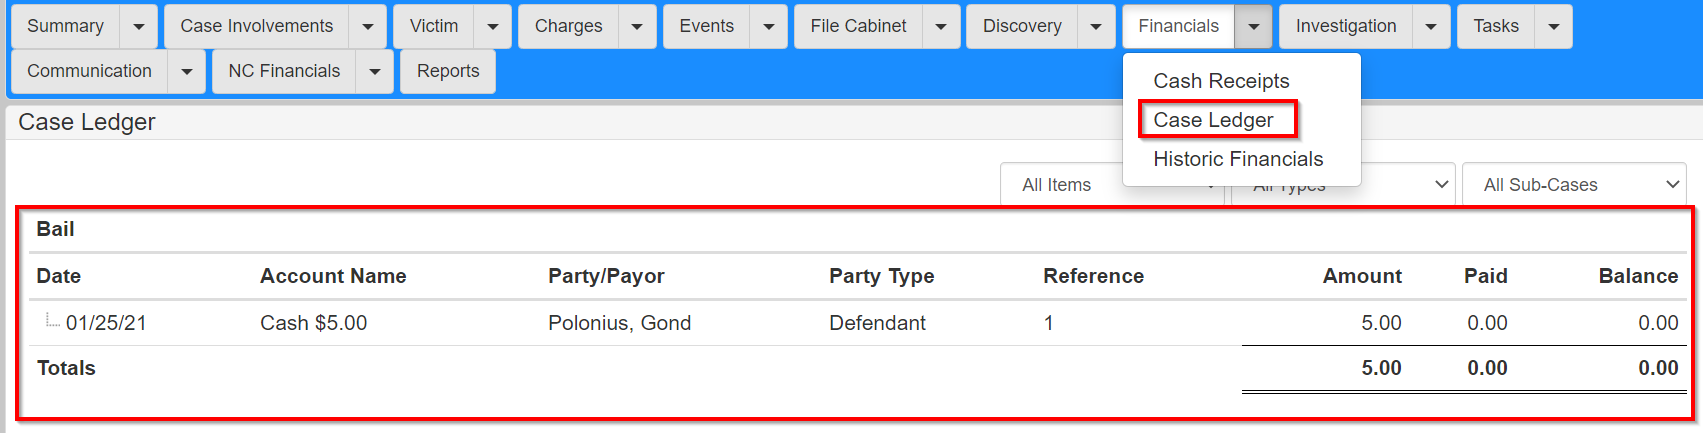 Summary Case Involvements Victim Charges Events File Cabinet Discovery Financials Investigation Tasks
Communication NC Financials Reports
Cash Receipts
Case Ledger
Historic Financials
Case Ledger
All Items All Types All Sub-Cases
Bail
Date Account Name Party/Payor Party Type Reference Amount Paid Balance
01/25/21 Cash $5.00 Polonius, Gond Defendant 1 5.00 0.00 0.00
Totals 5.00 0.00 0.00